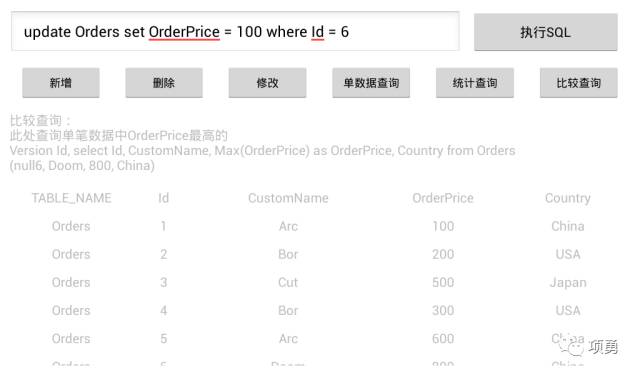 update Orders set OrderPrice = 100 where Id = 6
执行SQL
新增 删除 修改 单数据查询 统计查询 比较查询
比较查询：
此处查询单笔数据中OrderPrice最高的
Version Id, select Id, CustomName, Max(OrderPrice) as OrderPrice, Country from Orders
(null6, Doom, 800, China)
TABLE_NAME Id CustomName OrderPrice Country
Orders 1 Arc 100 China
Orders 2 Bor 200 USA
Orders 3 Cut 500 Japan
Orders 4 Bor 300 USA
Orders 5 Arc 600 China
项勇
Orders 6 Doom 800 China